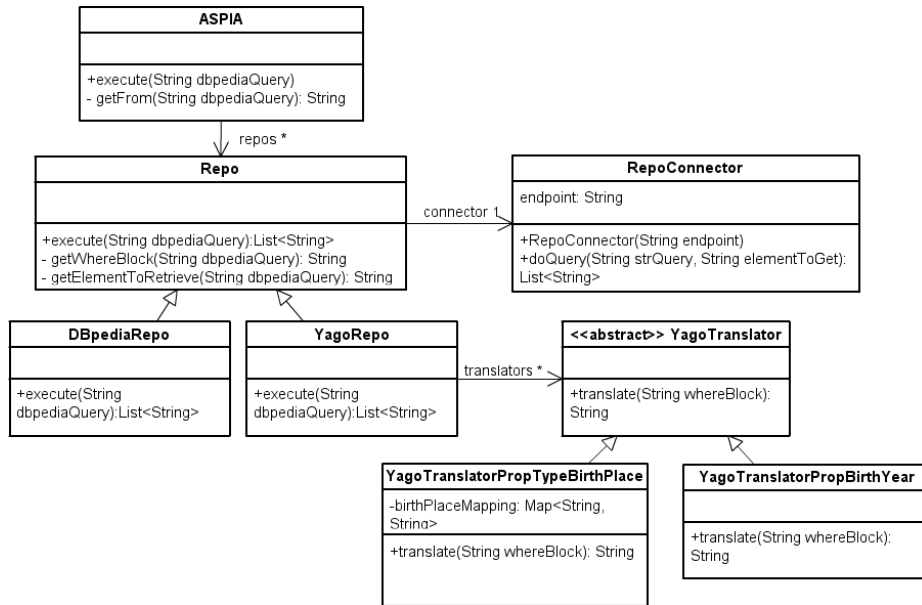 ASPIA
+execute(String dbpediaQuery)
- getFrom(String dbpediaQuery): String
repos *
Repo
+execute(String dbpediaQuery):List<String>
- getWhereBlock(String dbpediaQuery): String
- getElementToRetrieve(String dbpediaQuery): String
connector 1
RepoConnector
endpoint: String
+RepoConnector(String endpoint)
+doQuery(String strQuery, String elementToGet):
List<String>
DBpediaRepo
+execute(String
dbpediaQuery):List<String>
YagoRepo
+execute(String
dbpediaQuery):List<String>
translators *
<<abstract>> YagoTranslator
+translate(String whereBlock):
String
YagoTranslatorPropTypeBirthPlace
-birthPlaceMapping: Map<String,
String>
+translate(String whereBlock): String
YagoTranslatorPropBirthYear
+translate(String whereBlock):
String